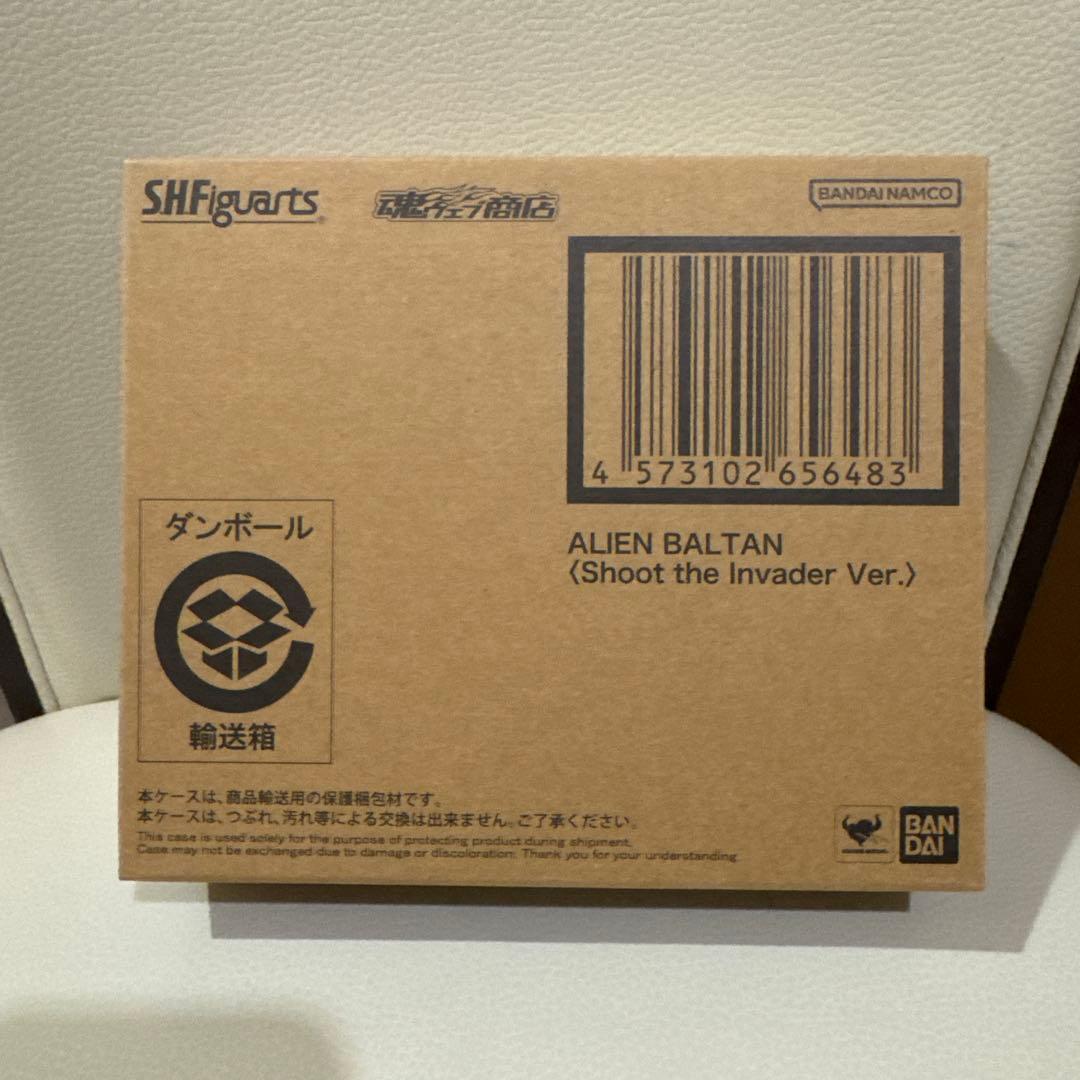 S.H.Figuarts
魂ウェブ商店
BANDAI NAMCO
4 573102 656483
ALIEN BALTAN
〈Shoot the Invader Ver.〉
ダンボール
輸送箱
本ケースは、商品輸送用の保護梱包材です。
本ケースは、つぶれ、汚れ等による交換は出来ません。ご了承ください。
This case is used solely for the purpose of protecting product during shipment.
Case may not be exchanged due to damage or discoloration. Thank you for your understanding.
BAN
DAI